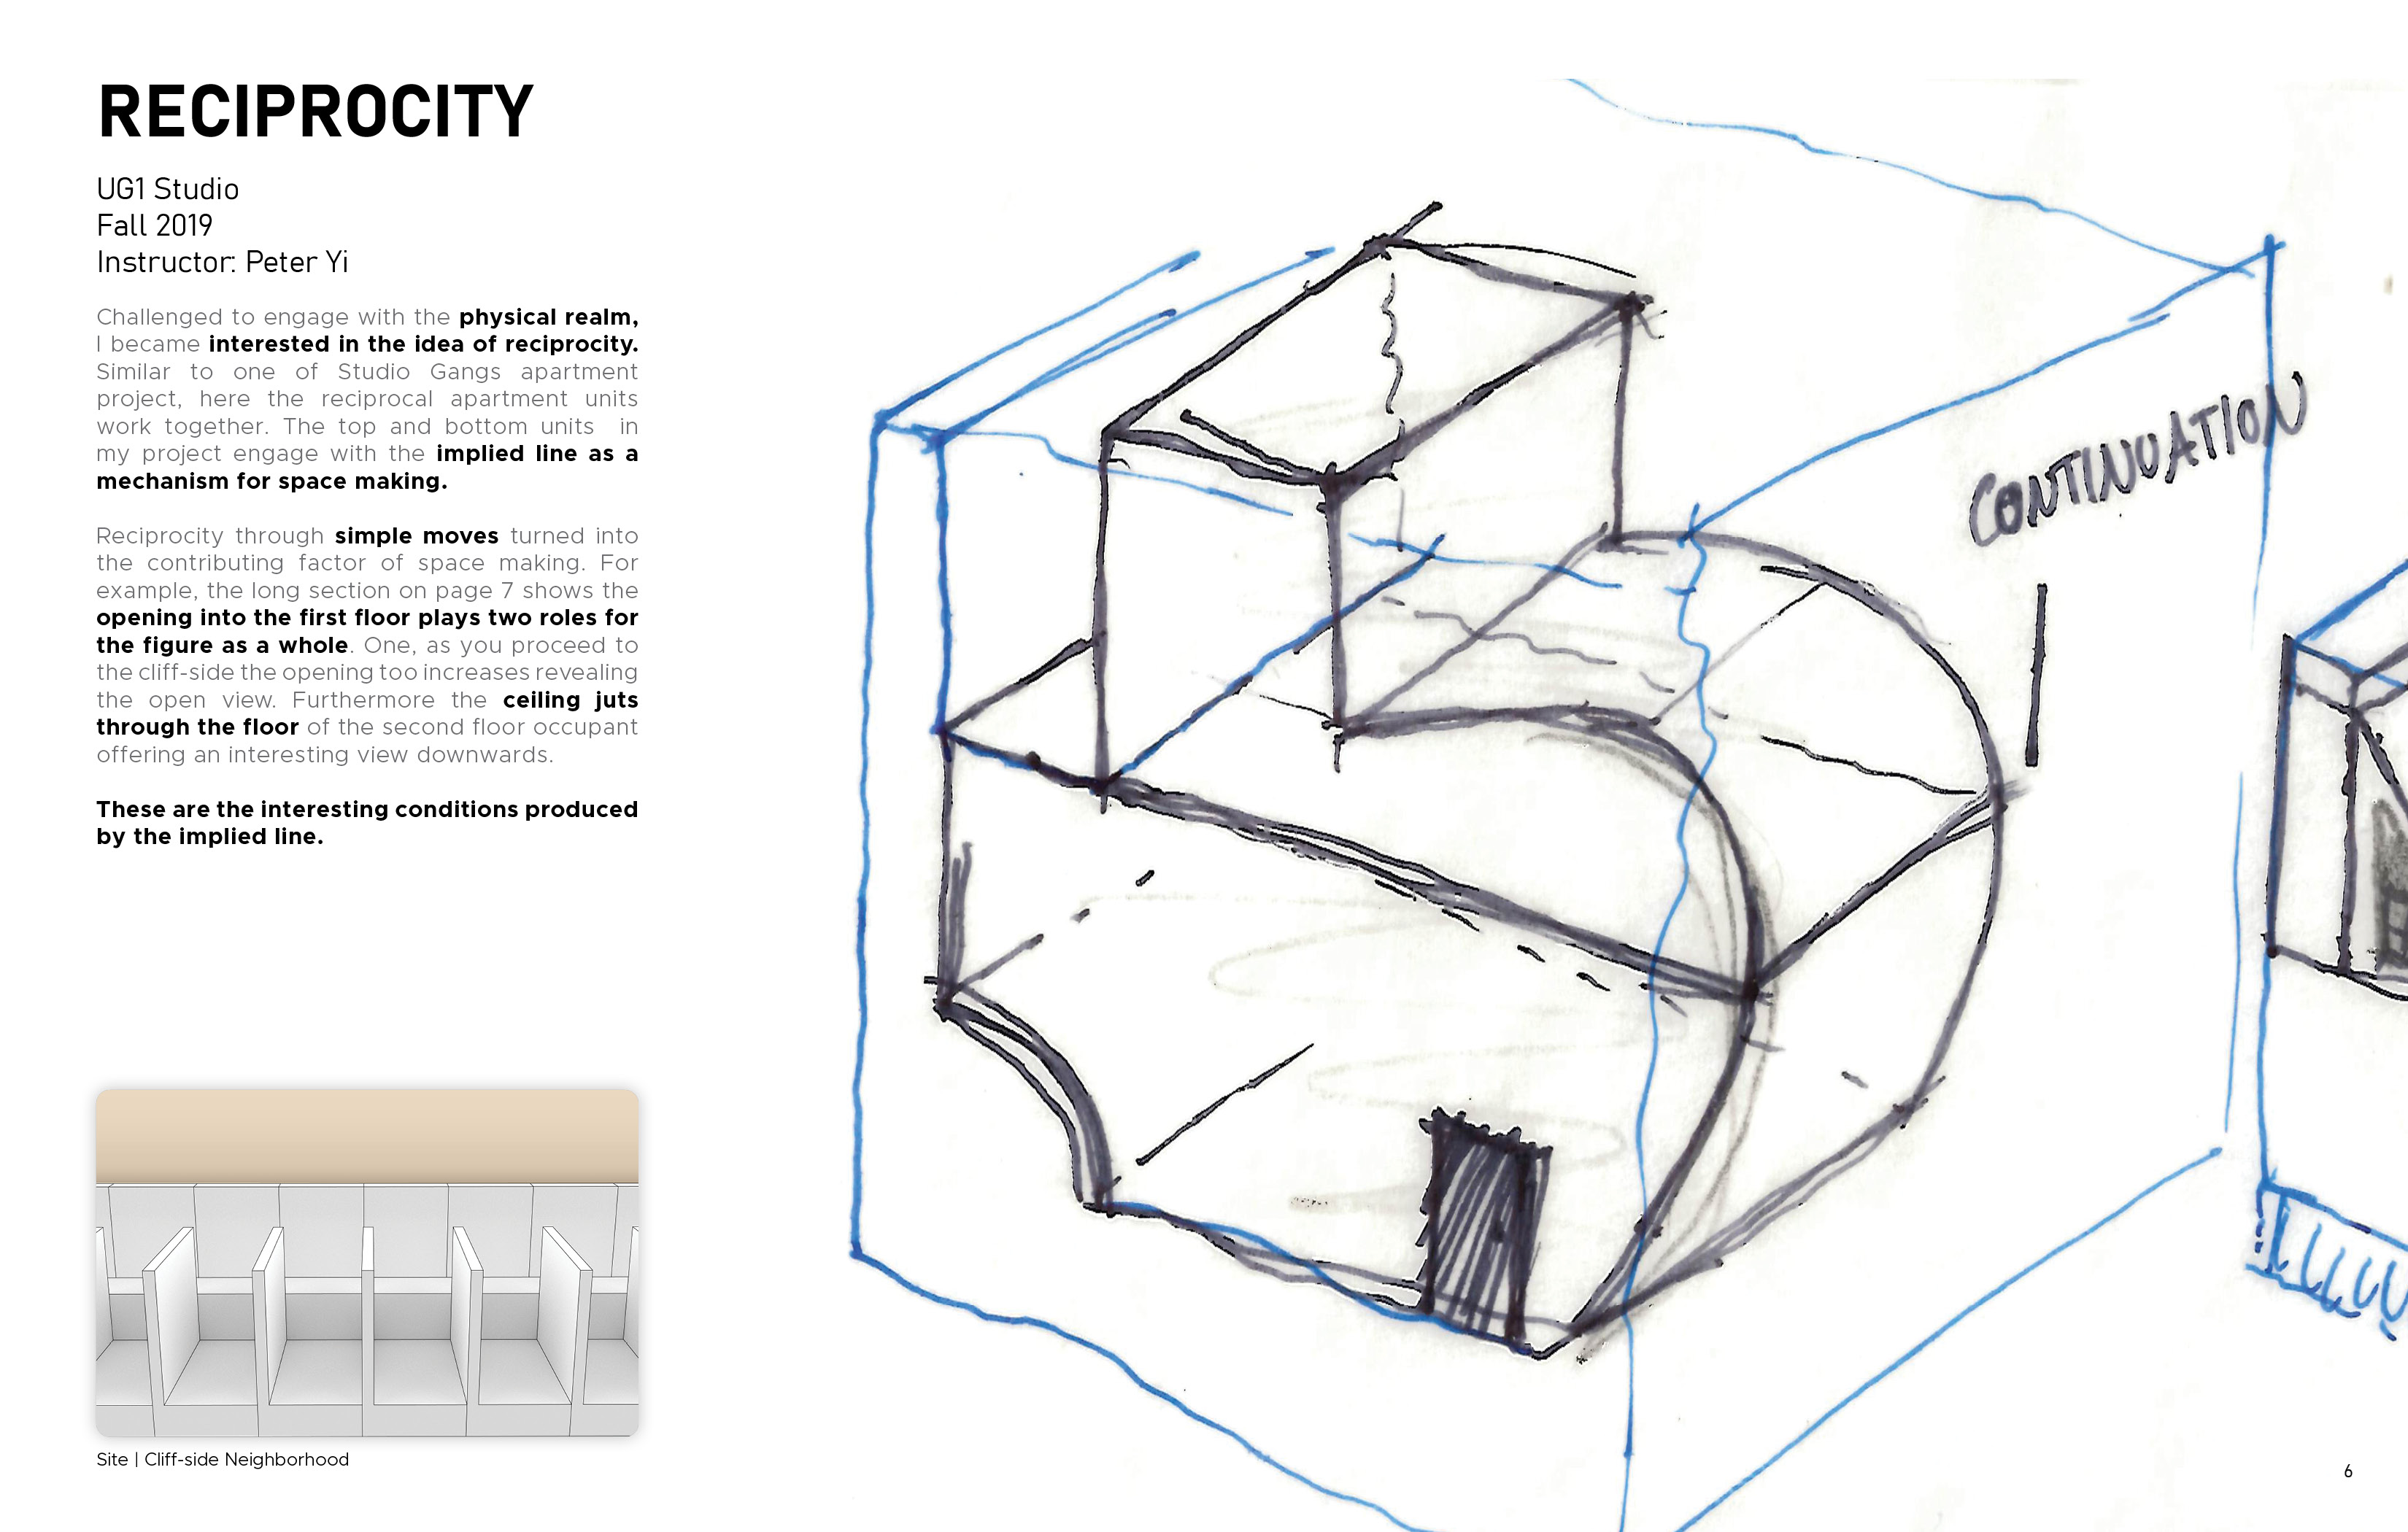 RECIPROCITY
UG1 Studio
Fall 2019
Instructor: Peter Yi
Challenged to engage with the physical realm,
I became interested in the idea of reciprocity.
Similar to one of Studio Gangs apartment
project, here the reciprocal apartment units
work together. The top and bottom units in
my project engage with the implied line as a
mechanism for space making.
Reciprocity through simple moves turned into
the contributing factor of space making. For
example, the long section on page 7 shows the
opening into the first floor plays two roles for
the figure as a whole. One, as you proceed to
the cliff-side the opening too increases revealing
the open view. Furthermore the ceiling juts
through the floor of the second floor occupant
offering an interesting view downwards.
These are the interesting conditions produced
by the implied line.
Site | Cliff-side Neighborhood
CONTINUATION
6